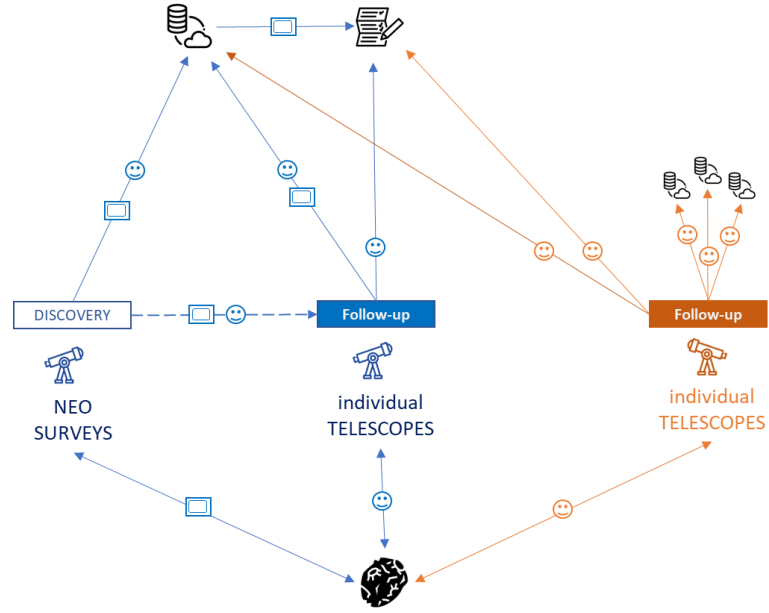 DISCOVERY
Follow-up
Follow-up
NEO
SURVEYS
individual
TELESCOPES
individual
TELESCOPES